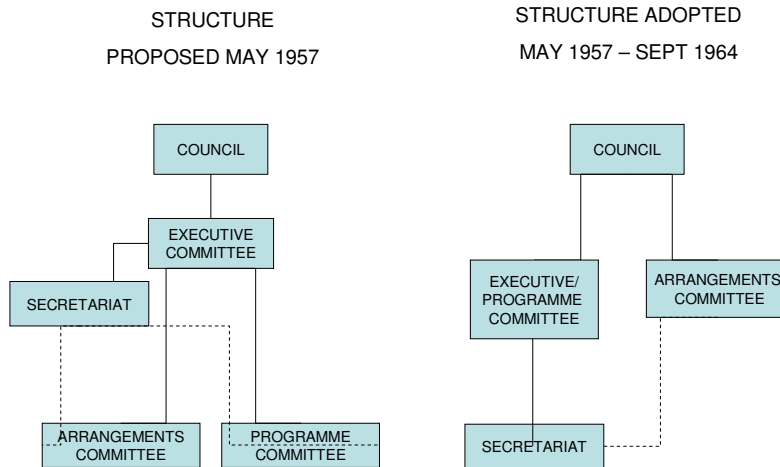 STRUCTURE
PROPOSED MAY 1957
COUNCIL
EXECUTIVE
COMMITTEE
SECRETARIAT
ARRANGEMENTS
COMMITTEE
PROGRAMME
COMMITTEE
STRUCTURE ADOPTED
MAY 1957 – SEPT 1964
COUNCIL
EXECUTIVE/
PROGRAMME
COMMITTEE
ARRANGEMENTS
COMMITTEE
SECRETARIAT